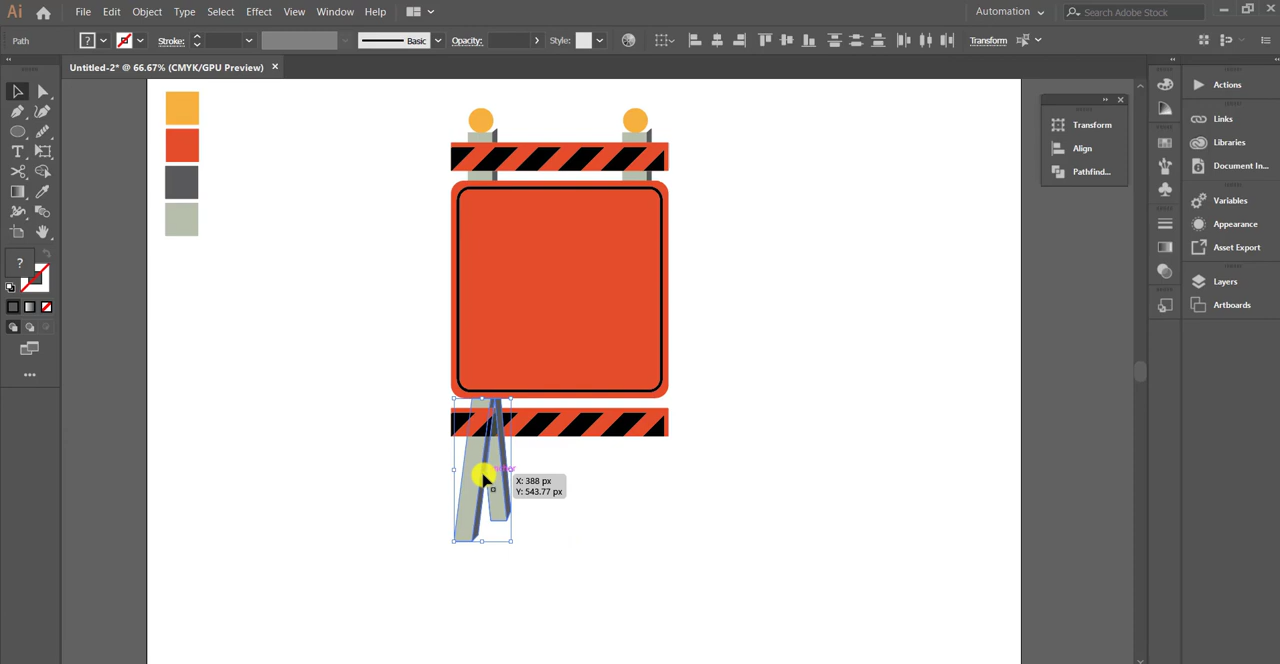 Ai File Edit Object Type Select Effect View Window Help Automation Search Adobe Stock
Path ? Stroke: Basic Opacity: Style: Transform
Untitled-2* @ 66.67% (CMYK/GPU Preview) ×
Actions
Transform
Links
Align
Libraries
Document In...
Pathfind...
Variables
Appearance
Asset Export
?
Layers
Artboards
X: 388 px
Y: 543.77 px